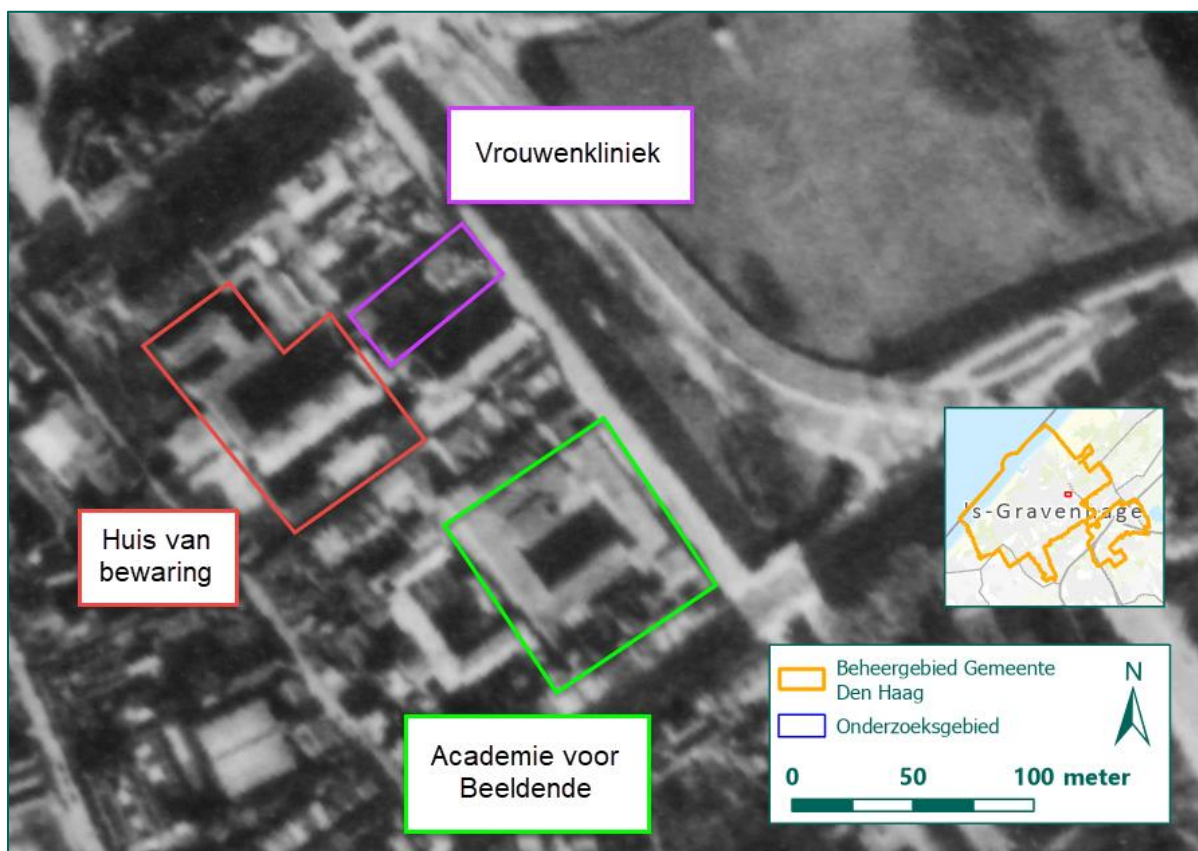 Vrouwenkliniek
Huis van
bewaring
Academie voor
Beeldende
's-Gravenhage
Beheergebied Gemeente
Den Haag
Onderzoeksgebied
N
0 50 100 meter